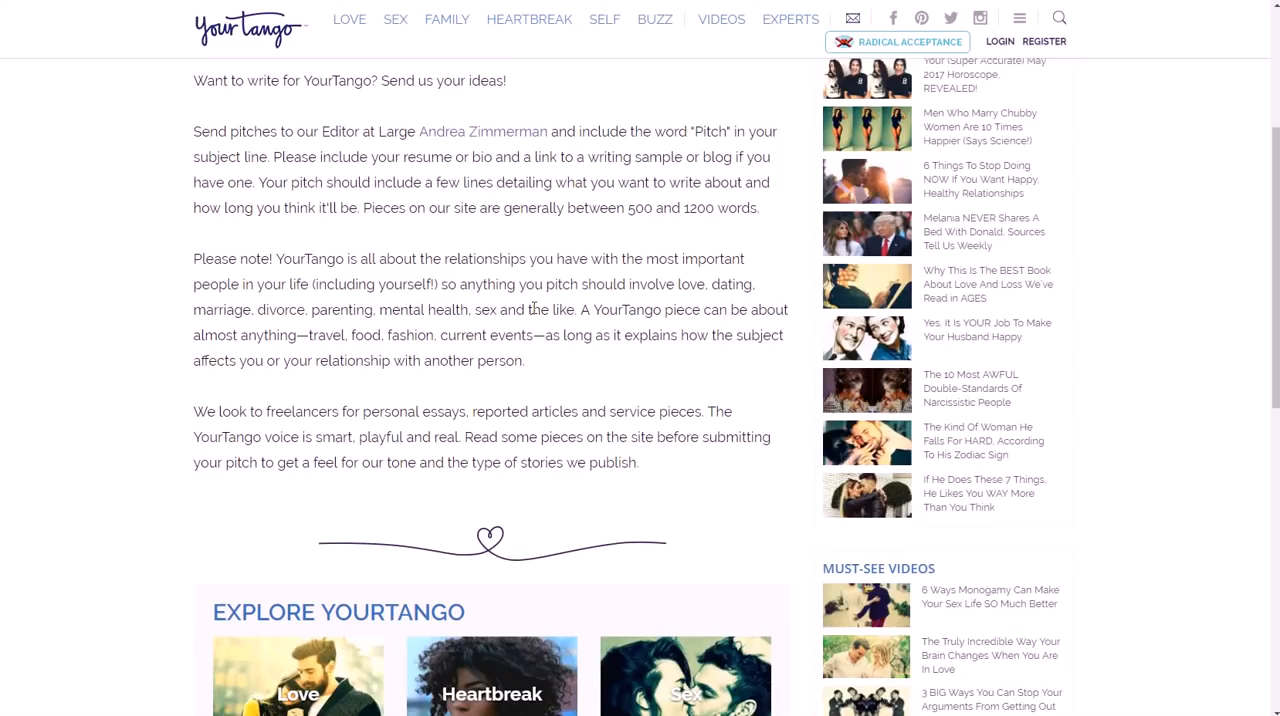 yourtango
LOVE SEX FAMILY HEARTBREAK SELF BUZZ VIDEOS EXPERTS
RADICAL ACCEPTANCE LOGIN REGISTER
Want to write for YourTango? Send us your ideas!
Send pitches to our Editor at Large Andrea Zimmerman and include the word "Pitch" in your
subject line. Please include your resume or bio and a link to a writing sample or blog if you
have one. Your pitch should include a few lines detailing what you want to write about and
how long you think it'll be. Pieces on our site are generally between 500 and 1200 words.
Please note! YourTango is all about the relationships you have with the most important
people in your life (including yourself!) so anything you pitch should involve love, dating,
marriage, divorce, parenting, mental health, sex and the like. A YourTango piece can be about
almost anything—travel, food, fashion, current events—as long as it explains how the subject
affects you or your relationship with another person.
We look to freelancers for personal essays, reported articles and service pieces. The
YourTango voice is smart, playful and real. Read some pieces on the site before submitting
your pitch to get a feel for our tone and the type of stories we publish.
EXPLORE YOURTANGO
Love
Heartbreak
Sex
Your (Super Accurate) May
2017 Horoscope,
REVEALED!
Men Who Marry Chubby
Women Are 10 Times
Happier (Says Science!)
6 Things To Stop Doing
NOW If You Want Happy,
Healthy Relationships
Melania NEVER Shares A
Bed With Donald, Sources
Tell Us Weekly
Why This Is The BEST Book
About Love And Loss We've
Read in AGES
Yes, It Is YOUR Job To Make
Your Husband Happy
The 10 Most AWFUL
Double-Standards Of
Narcissistic People
The Kind Of Woman He
Falls For HARD, According
To His Zodiac Sign
If He Does These 7 Things,
He Likes You WAY More
Than You Think
MUST-SEE VIDEOS
6 Ways Monogamy Can Make
Your Sex Life SO Much Better
The Truly Incredible Way Your
Brain Changes When You Are
In Love
3 BIG Ways You Can Stop Your
Arguments From Getting Out